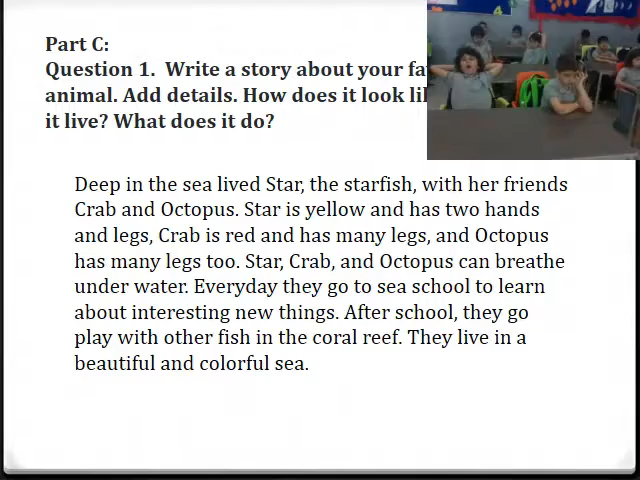 Part C:
Question 1.  Write a story about your fa
animal. Add details. How does it look li
it live? What does it do?
Deep in the sea lived Star, the starfish, with her friends
Crab and Octopus. Star is yellow and has two hands
and legs, Crab is red and has many legs, and Octopus
has many legs too. Star, Crab, and Octopus can breathe
under water. Everyday they go to sea school to learn
about interesting new things. After school, they go
play with other fish in the coral reef. They live in a
beautiful and colorful sea.